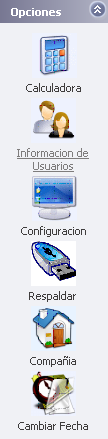 Opciones
Calculadora
Informacion de
Usuarios
Configuracion
Respaldar
Compañia
Cambiar Fecha